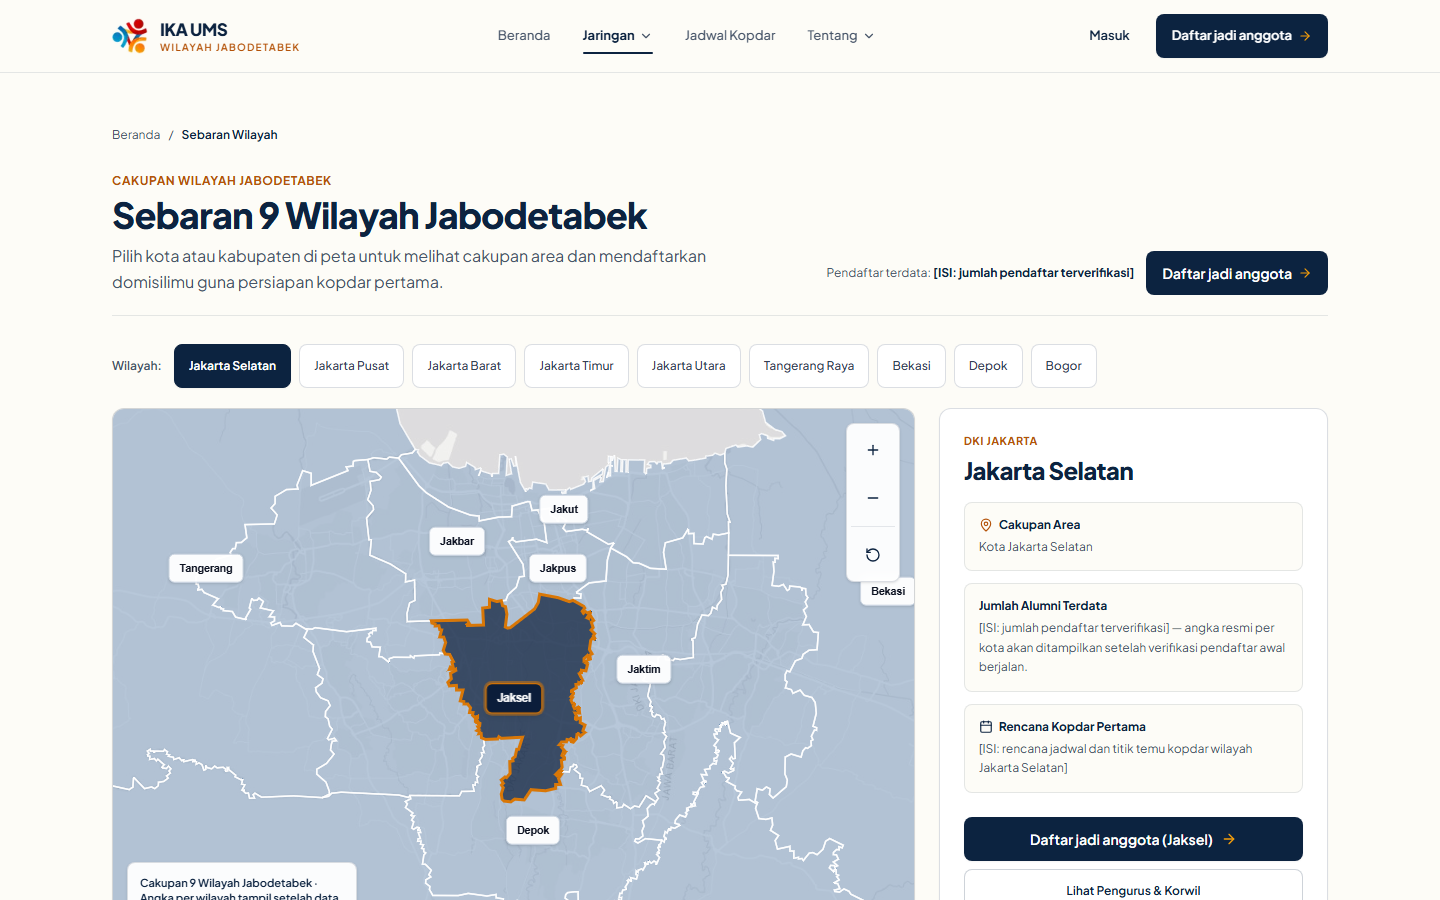 IKA UMS
WILAYAH JABODETABEK
Beranda
Jaringan
Jadwal Kopdar
Tentang
Masuk
Daftar jadi anggota
Beranda / Sebaran Wilayah
CAKUPAN WILAYAH JABODETABEK
Sebaran 9 Wilayah Jabodetabek
Pilih kota atau kabupaten di peta untuk melihat cakupan area dan mendaftarkan
domisilimu guna persiapan kopdar pertama.
Pendaftar terdata: [ISI: jumlah pendaftar terverifikasi]
Daftar jadi anggota
Wilayah:
Jakarta Selatan
Jakarta Pusat
Jakarta Barat
Jakarta Timur
Jakarta Utara
Tangerang Raya
Bekasi
Depok
Bogor
Jakut
Jakbar
Jakpus
Tangerang
Bekasi
Jaktim
Jaksel
Depok
Cakupan 9 Wilayah Jabodetabek ·
Angka per wilayah tampil setelah data
DKI JAKARTA
Jakarta Selatan
Cakupan Area
Kota Jakarta Selatan
Jumlah Alumni Terdata
[ISI: jumlah pendaftar terverifikasi] — angka resmi per
kota akan ditampilkan setelah verifikasi pendaftar awal
berjalan.
Rencana Kopdar Pertama
[ISI: rencana jadwal dan titik temu kopdar wilayah
Jakarta Selatan]
Daftar jadi anggota (Jaksel)
Lihat Pengurus & Korwil